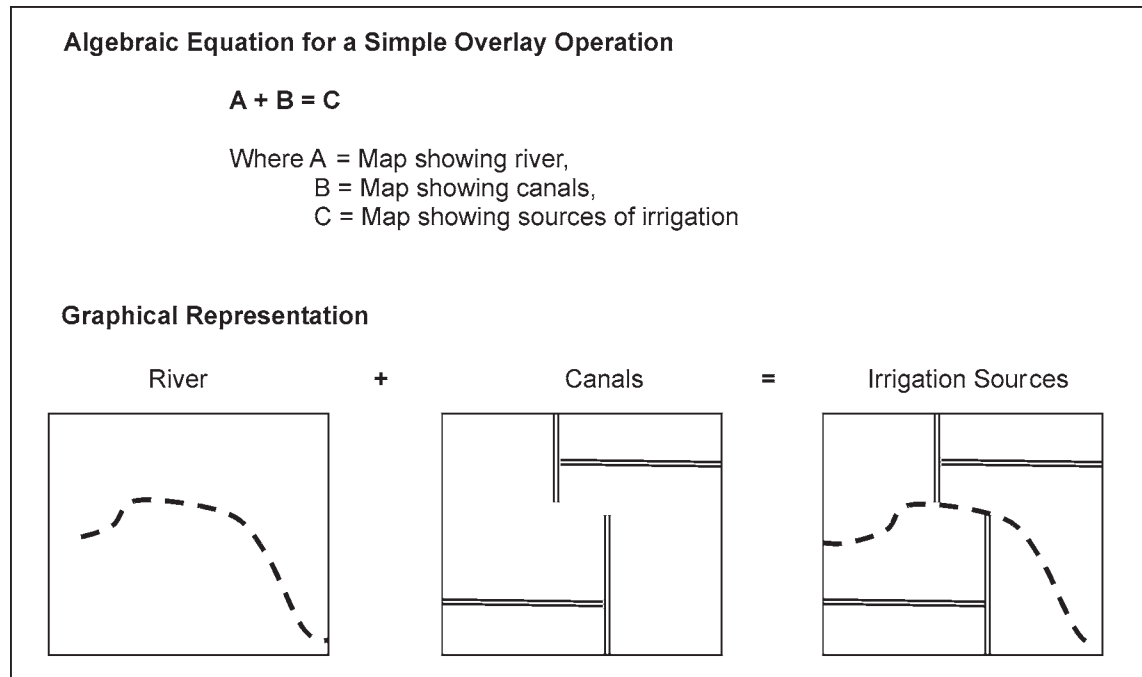 Algebraic Equation for a Simple Overlay Operation
A + B = C
Where A = Map showing river,
B = Map showing canals,
C = Map showing sources of irrigation
Graphical Representation
River + Canals = Irrigation Sources